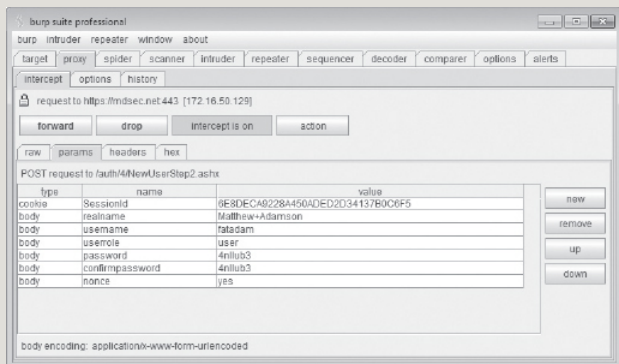 burp suite professional
burp intruder repeater window about
target proxy spider scanner intruder repeater sequencer decoder comparer options alerts
intercept options history
request to https://mdsec.net:443 [172.16.50.129]
forward drop intercept is on action
raw params headers hex
POST request to /auth/4/NewUserStep2.ashx
type name value
cookie SessionId 6E8DECA9228A450ADED2D34137B0C6F5
body realname Matthew+Adamson
body username fatadam
body userrole user
body password 4nllub3
body confirmpassword 4nllub3
body nonce yes
new
remove
up
down
body encoding: application/x-www-form-urlencoded